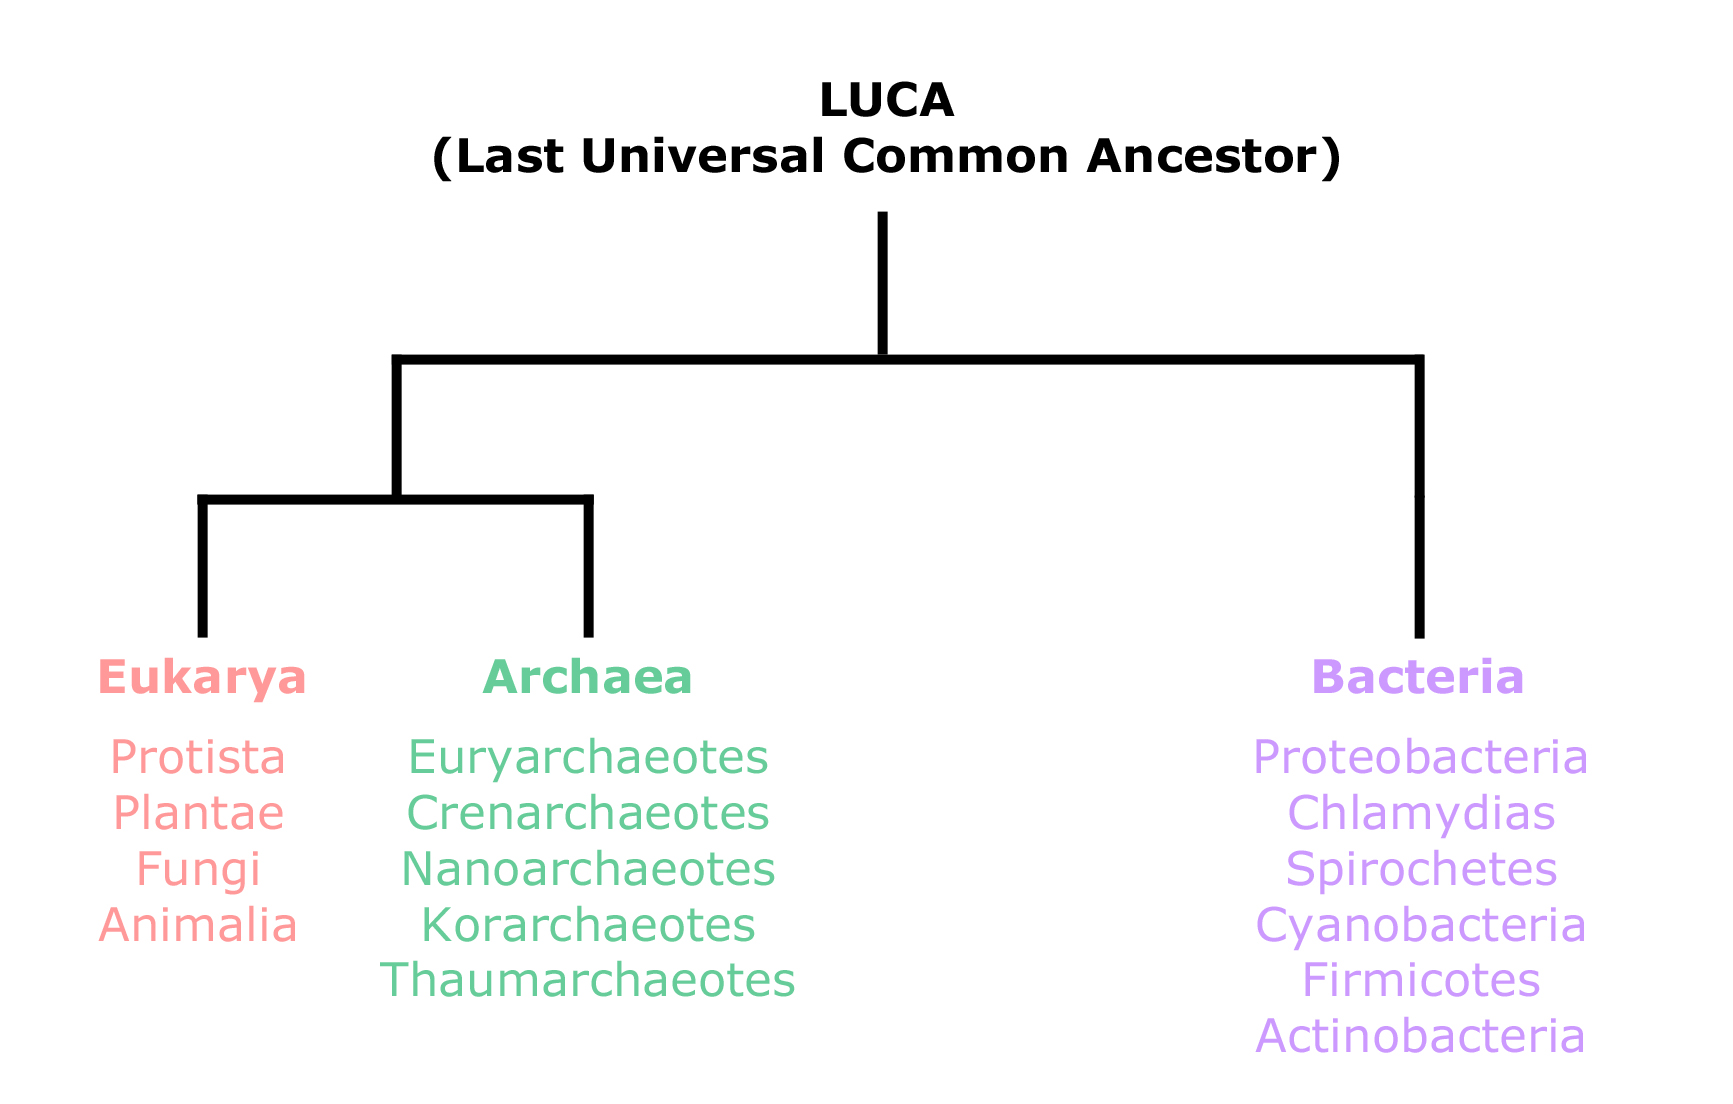 LUCA
(Last Universal Common Ancestor)
Eukarya
Protista
Plantae
Fungi
Animalia
Archaea
Euryarchaeotes
Crenarchaeotes
Nanoarchaeotes
Korarchaeotes
Thaumarchaeotes
Bacteria
Proteobacteria
Chlamydias
Spirochetes
Cyanobacteria
Firmicotes
Actinobacteria